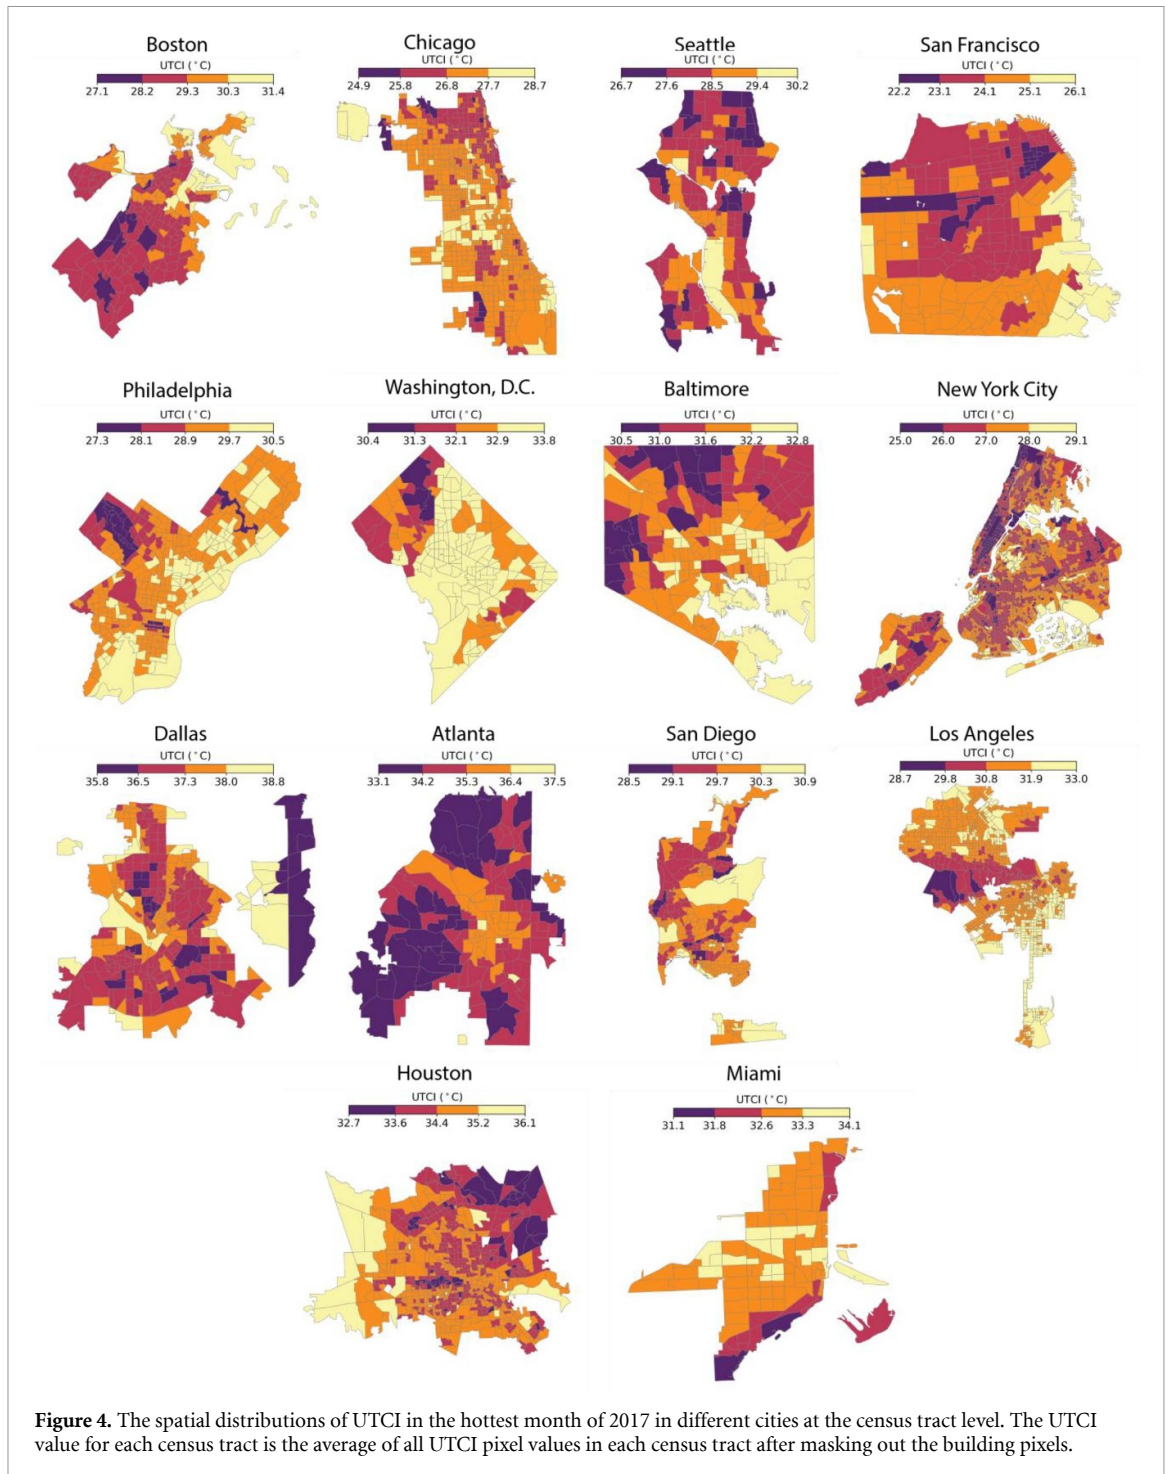 Boston
UTCI (°C)
27.1 28.2 29.3 30.3 31.4
Chicago
UTCI (°C)
24.9 25.8 26.8 27.7 28.7
Seattle
UTCI (°C)
26.7 27.6 28.5 29.4 30.2
San Francisco
UTCI (°C)
22.2 23.1 24.1 25.1 26.1
Philadelphia
UTCI (°C)
27.3 28.1 28.9 29.7 30.5
Washington, D.C.
UTCI (°C)
30.4 31.3 32.1 32.9 33.8
Baltimore
UTCI (°C)
30.5 31.0 31.6 32.2 32.8
New York City
UTCI (°C)
25.0 26.0 27.0 28.0 29.1
Dallas
UTCI (°C)
35.8 36.5 37.3 38.0 38.8
Atlanta
UTCI (°C)
33.1 34.2 35.3 36.4 37.5
San Diego
UTCI (°C)
28.5 29.1 29.7 30.3 30.9
Los Angeles
UTCI (°C)
28.7 29.8 30.8 31.9 33.0
Houston
UTCI (°C)
32.7 33.6 34.4 35.2 36.1
Miami
UTCI (°C)
31.1 31.8 32.6 33.3 34.1
Figure 4. The spatial distributions of UTCI in the hottest month of 2017 in different cities at the census tract level. The UTCI
value for each census tract is the average of all UTCI pixel values in each census tract after masking out the building pixels.